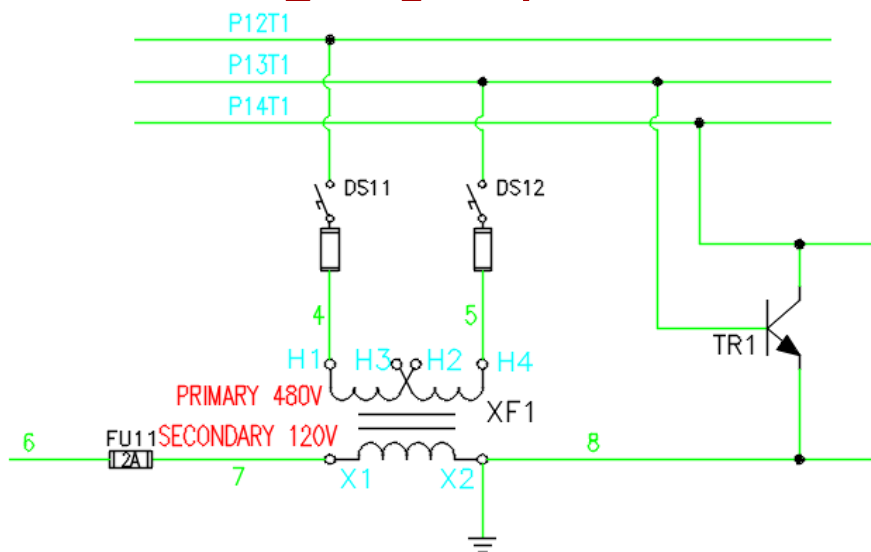 P12T1
P13T1
P14T1
DS11 DS12
4 5
H1 H3 H2 H4
TR1
PRIMARY 480V
XF1
6 FU11 SECONDARY 120V 8
2A
7 X1 X2